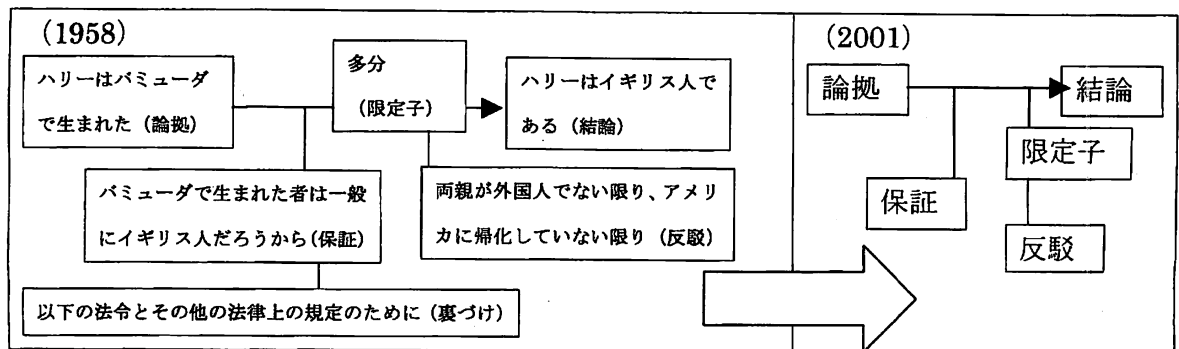 (1958)
ハリーはバミューダ
で生まれた（論拠）
多分
（限定子）
ハリーはイギリス人で
ある（結論）
バミューダで生まれた者は一般
にイギリス人だろうから（保証）
両親が外国人でない限り、アメリ
カに帰化していない限り（反駁）
以下の法令とその他の法律上の規定のために（裏づけ）
(2001)
論拠
結論
限定子
保証
反駁